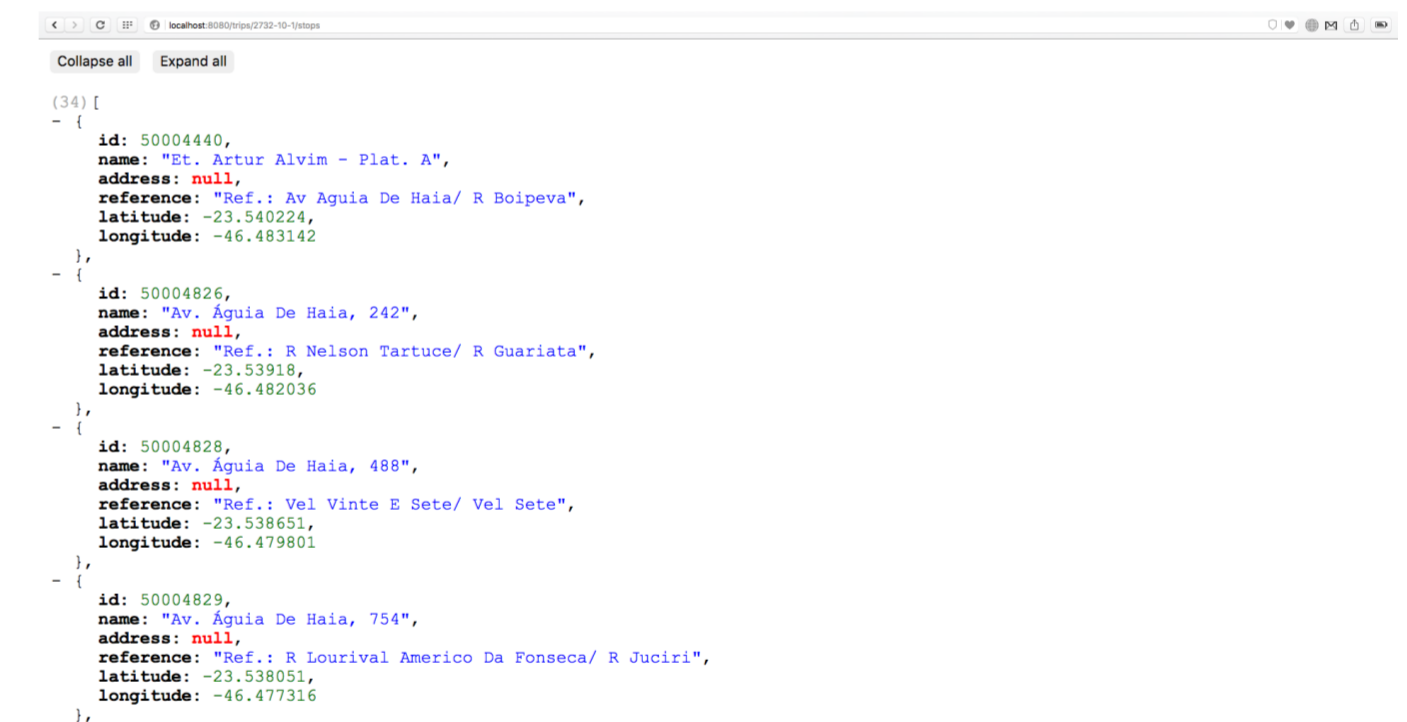 localhost:8080/trips/2732-10-1/stops
Collapse all Expand all
(34) [
- {
id: 50004440,
name: "Et. Artur Alvim - Plat. A",
address: null,
reference: "Ref.: Av Aguia De Haia/ R Boipeva",
latitude: -23.540224,
longitude: -46.483142
},
- {
id: 50004826,
name: "Av. Águia De Haia, 242",
address: null,
reference: "Ref.: R Nelson Tartuce/ R Guariata",
latitude: -23.53918,
longitude: -46.482036
},
- {
id: 50004828,
name: "Av. Águia De Haia, 488",
address: null,
reference: "Ref.: Vel Vinte E Sete/ Vel Sete",
latitude: -23.538651,
longitude: -46.479801
},
- {
id: 50004829,
name: "Av. Águia De Haia, 754",
address: null,
reference: "Ref.: R Lourival Americo Da Fonseca/ R Juciri",
latitude: -23.538051,
longitude: -46.477316
},